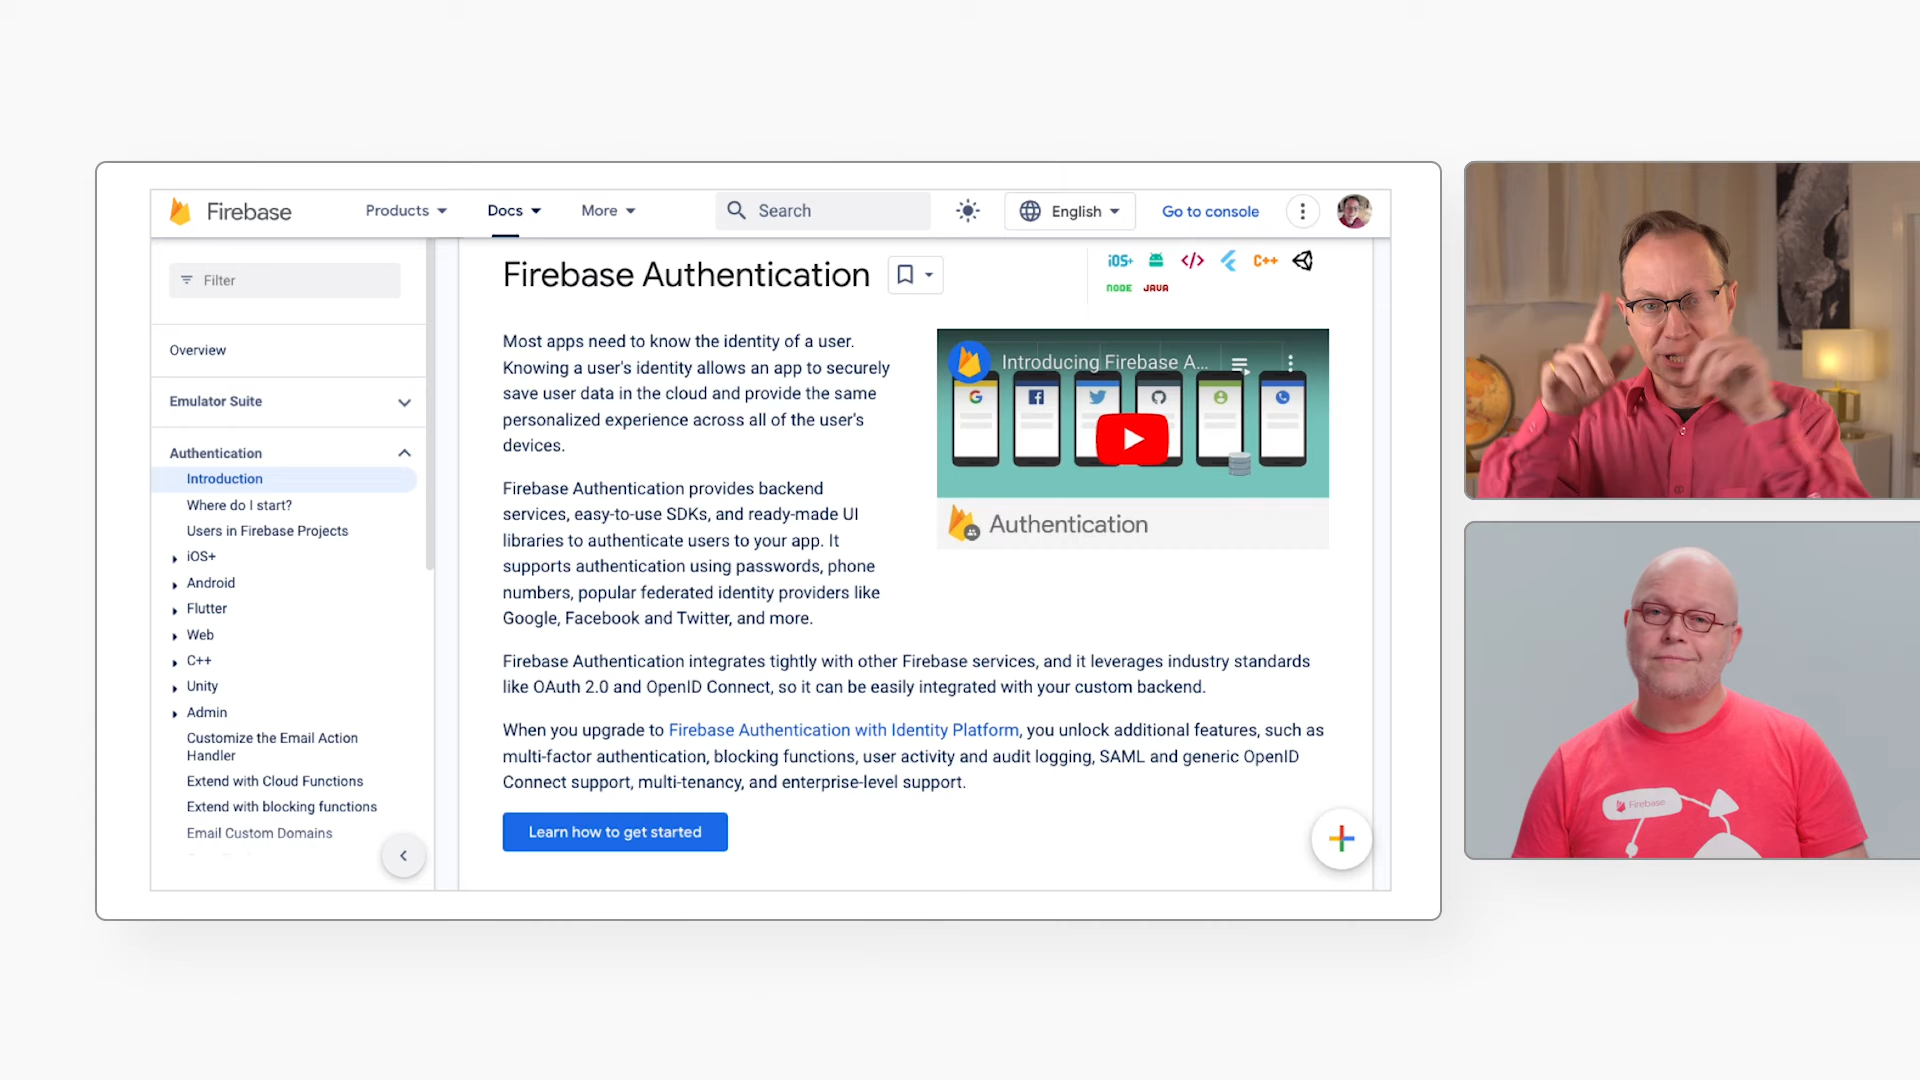 Firebase
Products
Docs
More
Search
English
Go to console
Filter
Overview
Emulator Suite
Authentication
Introduction
Where do I start?
Users in Firebase Projects
iOS+
Android
Flutter
Web
C++
Unity
Admin
Customize the Email Action
Handler
Extend with Cloud Functions
Extend with blocking functions
Email Custom Domains
Firebase Authentication
iOS+
</>
C++
NODE
JAVA
Most apps need to know the identity of a user.
Knowing a user's identity allows an app to securely
save user data in the cloud and provide the same
personalized experience across all of the user's
devices.
Firebase Authentication provides backend
services, easy-to-use SDKs, and ready-made UI
libraries to authenticate users to your app. It
supports authentication using passwords, phone
numbers, popular federated identity providers like
Google, Facebook and Twitter, and more.
Introducing Firebase A...
Authentication
Firebase Authentication integrates tightly with other Firebase services, and it leverages industry standards
like OAuth 2.0 and OpenID Connect, so it can be easily integrated with your custom backend.
When you upgrade to Firebase Authentication with Identity Platform, you unlock additional features, such as
multi-factor authentication, blocking functions, user activity and audit logging, SAML and generic OpenID
Connect support, multi-tenancy, and enterprise-level support.
Learn how to get started
Firebase